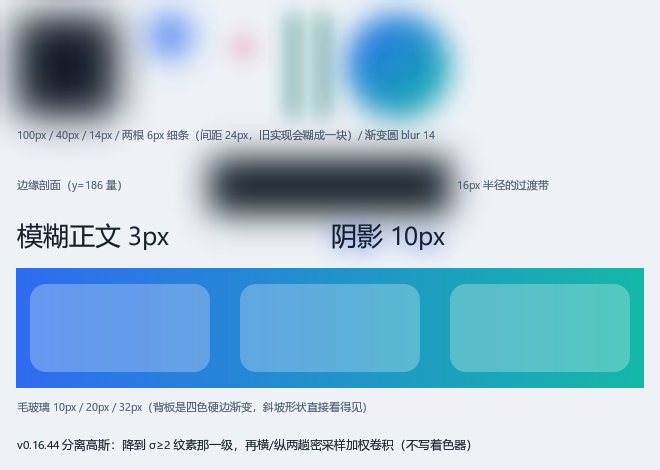 100px / 40px / 14px / 两根 6px 细条（间距 24px，旧实现会糊成一块）/ 渐变圆 blur 14
边缘剖面（y=186 量）
16px 半径的过渡带
模糊正文 3px
阴影 10px
毛玻璃 10px / 20px / 32px（背板是四色硬边渐变，斜坡形状直接看得见）
v0.16.44 分离高斯：降到 σ≥2 纹素那一级，再横/纵两趟密采样加权卷积（不写着色器）